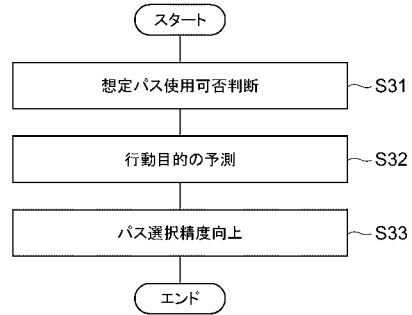 スタート
想定パス使用可否判断
S31
行動目的の予測
S32
パス選択精度向上
S33
エンド